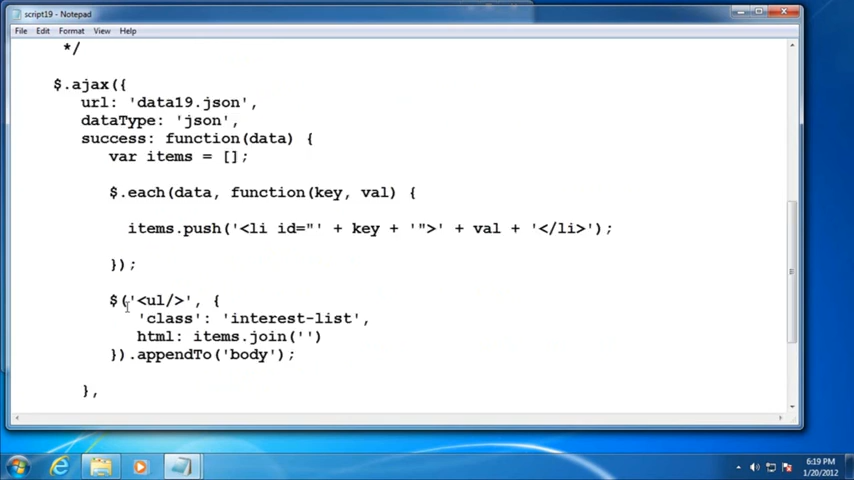 script19 - Notepad
File Edit Format View Help
*/
$.ajax({
url: 'data19.json',
dataType: 'json',
success: function(data) {
var items = [];
$.each(data, function(key, val) {
items.push('<li id="' + key + '">' + val + '</li>');
});
$('<ul/>', {
'class': 'interest-list',
html: items.join('')
}).appendTo('body');
},
6:19 PM
1/20/2012